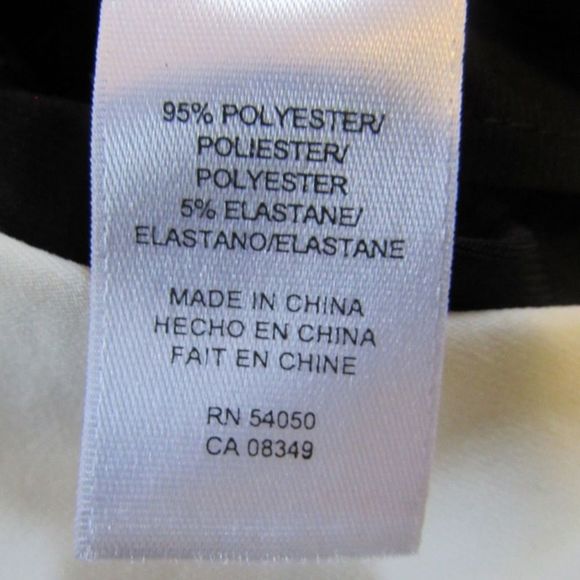 95% POLYESTER/
POLIESTER/
POLYESTER
5% ELASTANE/
ELASTANO/ELASTANE
MADE IN CHINA
HECHO EN CHINA
FAIT EN CHINE
RN 54050
CA 08349